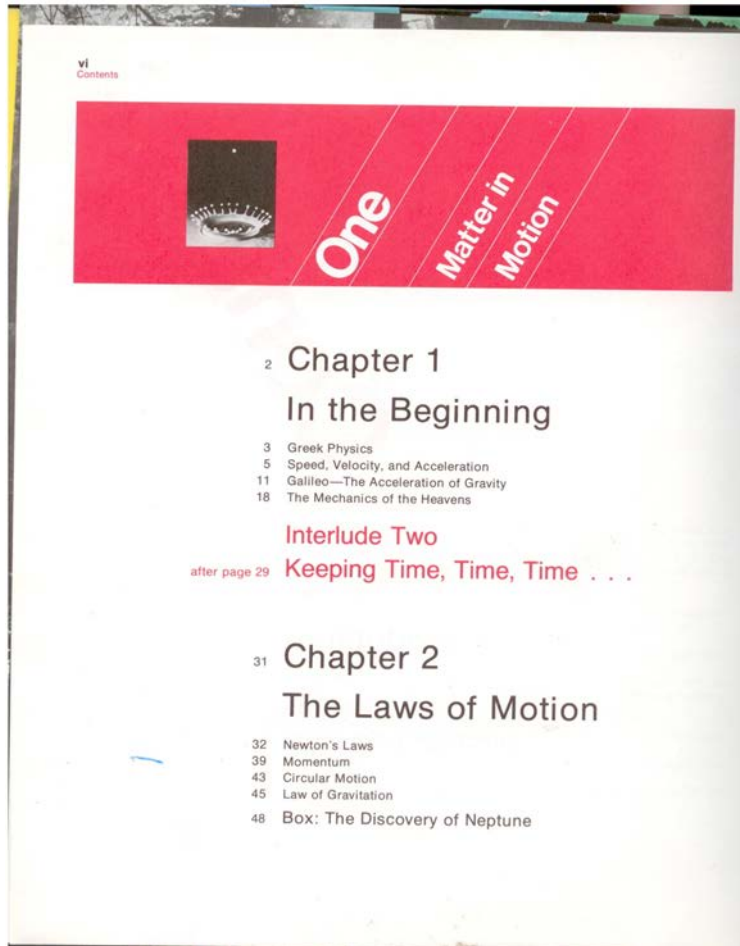 vi
Contents
One
Matter in
Motion
2 Chapter 1
In the Beginning
3 Greek Physics
5 Speed, Velocity, and Acceleration
11 Galileo—The Acceleration of Gravity
18 The Mechanics of the Heavens
Interlude Two
after page 29 Keeping Time, Time, Time . . .
31 Chapter 2
The Laws of Motion
32 Newton's Laws
39 Momentum
43 Circular Motion
45 Law of Gravitation
48 Box: The Discovery of Neptune